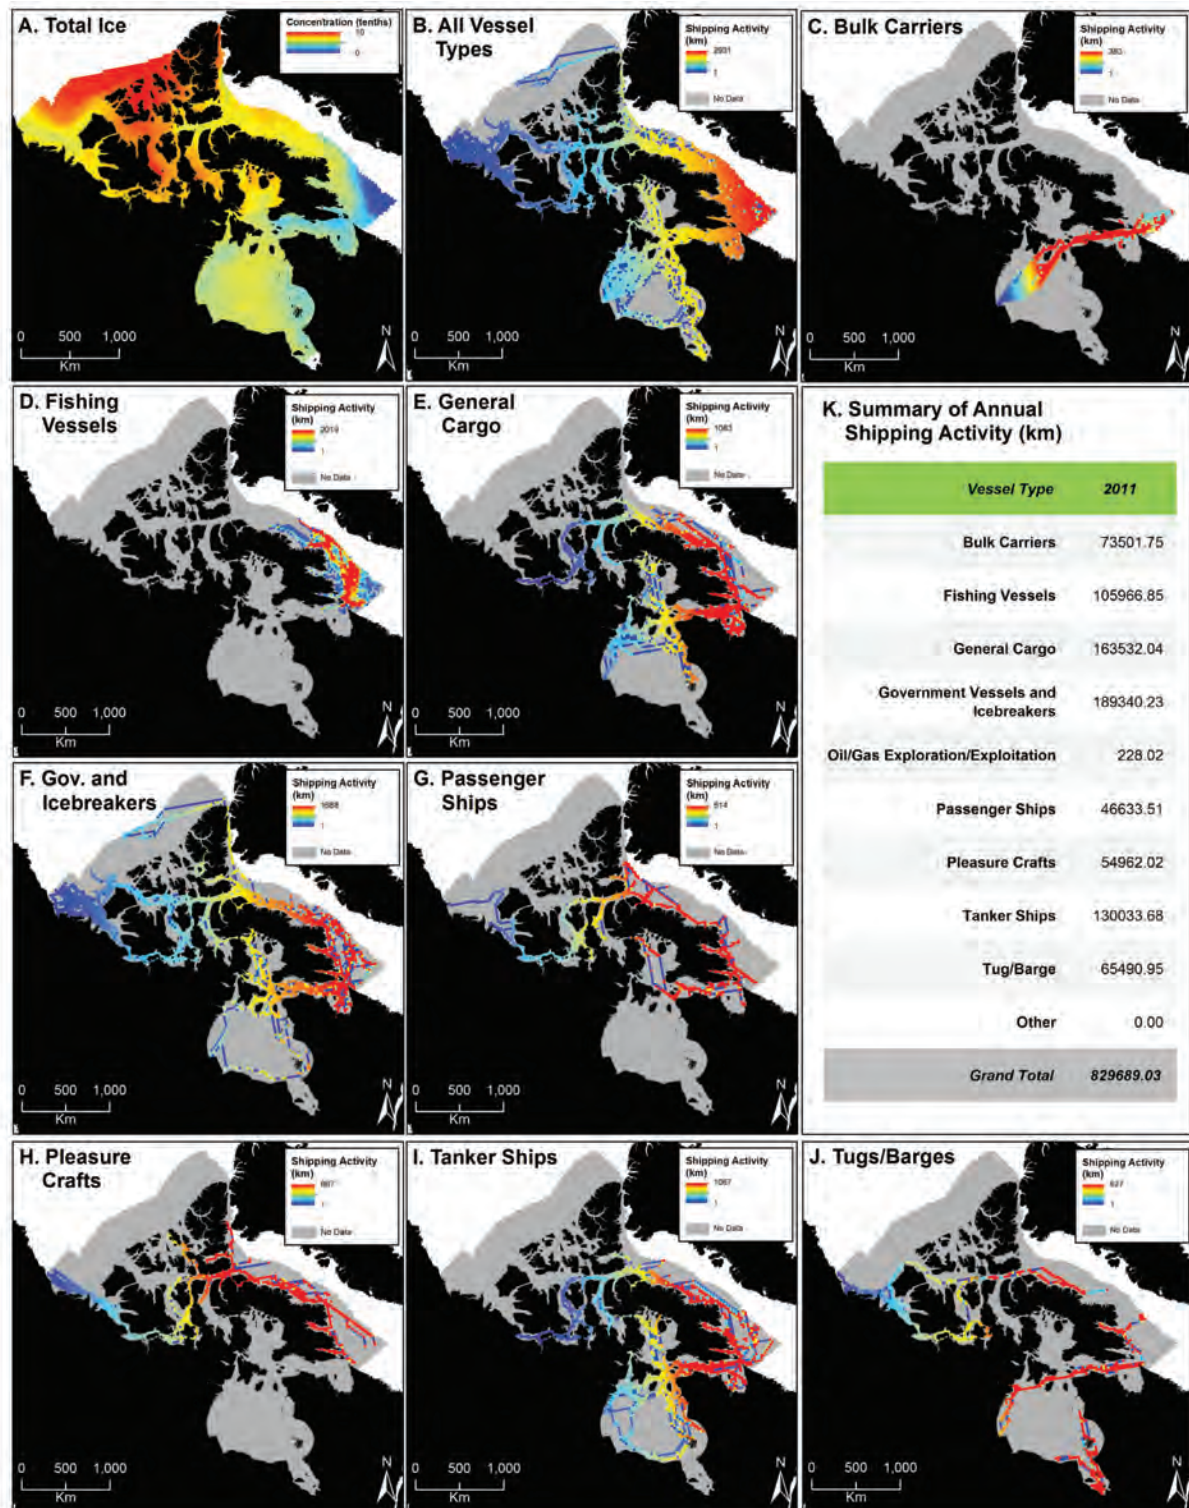 A. Total Ice
Concentration (tenths)
10
0
0 500 1,000
Km
N
B. All Vessel
Types
Shipping Activity
(km)
2931
1
No Data
0 500 1,000
Km
N
C. Bulk Carriers
Shipping Activity
(km)
380
1
No Data
0 500 1,000
Km
N
D. Fishing
Vessels
Shipping Activity
(km)
2019
1
No Data
0 500 1,000
Km
N
E. General
Cargo
Shipping Activity
(km)
1083
1
No Data
0 500 1,000
Km
N
K. Summary of Annual
Shipping Activity (km)
Vessel Type 2011
Bulk Carriers 73501.75
Fishing Vessels 105966.85
General Cargo 163532.04
Government Vessels and
Icebreakers 189340.23
Oil/Gas Exploration/Exploitation 228.02
Passenger Ships 46633.51
Pleasure Crafts 54962.02
Tanker Ships 130033.68
Tug/Barge 65490.95
Other 0.00
Grand Total 829689.03
F. Gov. and
Icebreakers
Shipping Activity
(km)
1
No Data
0 500 1,000
Km
N
G. Passenger
Ships
Shipping Activity
(km)
514
1
No Data
0 500 1,000
Km
N
H. Pleasure
Crafts
Shipping Activity
(km)
1
No Data
0 500 1,000
Km
N
I. Tanker Ships
Shipping Activity
(km)
1
No Data
0 500 1,000
Km
N
J. Tugs/Barges
Shipping Activity
(km)
627
1
No Data
0 500 1,000
Km
N